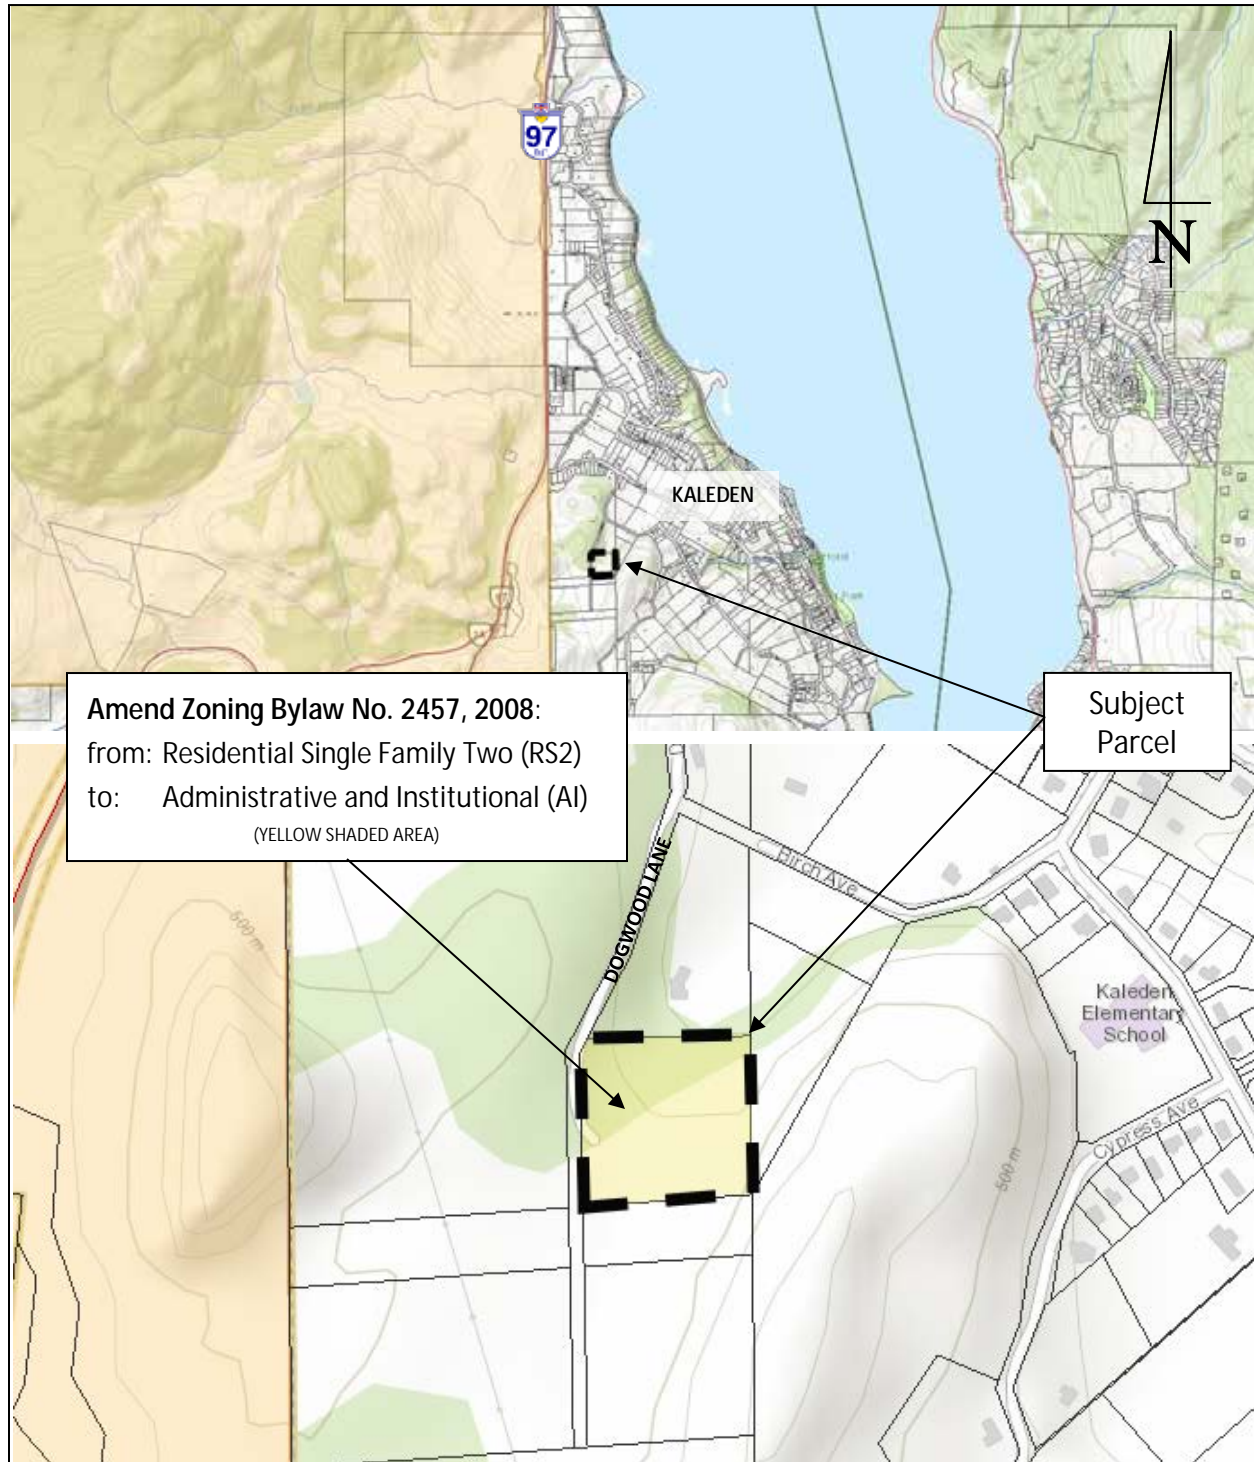 97
N
KALEDEN
Amend Zoning Bylaw No. 2457, 2008:
from: Residential Single Family Two (RS2)
to: Administrative and Institutional (AI)
(YELLOW SHADED AREA)
Subject
Parcel
DOGWOOD LANE
Birch Ave
500 m
Kaleden
Elementary
School
Cypress Ave
500 m